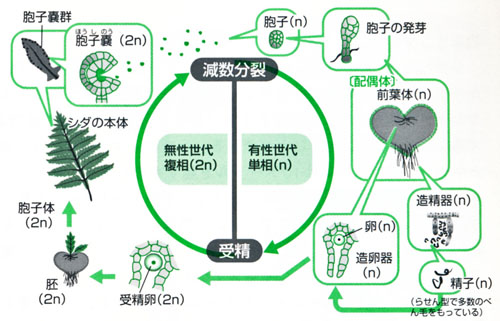 胞子嚢群
ほうしのう
胞子嚢(2n)
胞子(n)
胞子の発芽
減数分裂
〔配偶体〕
前葉体(n)
シダの本体
無性世代
複相(2n)
有性世代
単相(n)
造精器
(n)
胞子体
(2n)
受精
卵(n)
造卵器
(n)
胚
(2n)
受精卵(2n)
精子(n)
(らせん型で多数のべ
ん毛をもっている)